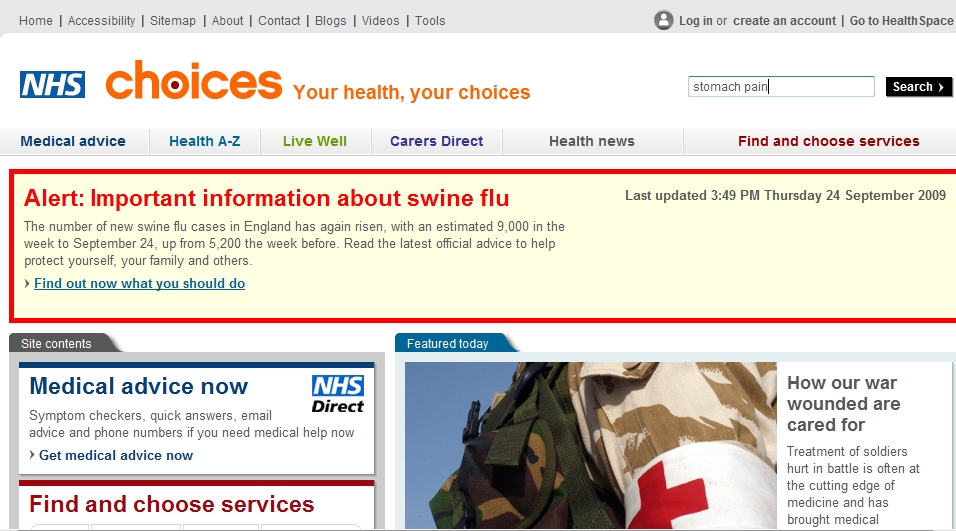 Home | Accessibility | Sitemap | About | Contact | Blogs | Videos | Tools
Log in or create an account | Go to HealthSpace
NHS choices Your health, your choices
stomach pain
Search ›
Medical advice Health A-Z Live Well Carers Direct Health news Find and choose services
Alert: Important information about swine flu
Last updated 3:49 PM Thursday 24 September 2009
The number of new swine flu cases in England has again risen, with an estimated 9,000 in the
week to September 24, up from 5,200 the week before. Read the latest official advice to help
protect yourself, your family and others.
› Find out now what you should do
Site contents
Medical advice now
NHS
Direct
Symptom checkers, quick answers, email
advice and phone numbers if you need medical help now
› Get medical advice now
Find and choose services
Featured today
How our war
wounded are
cared for
Treatment of soldiers
hurt in battle is often at
the cutting edge of
medicine and has
brought medical